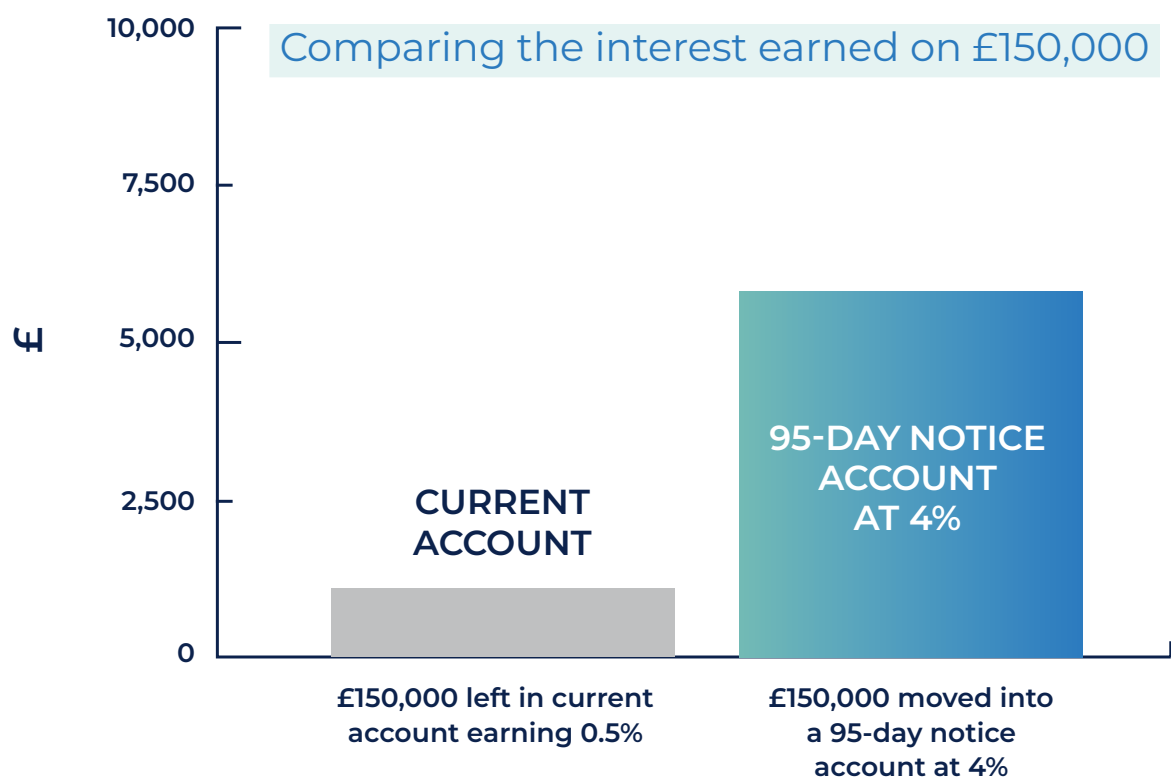 Comparing the interest earned on £150,000
10,000
7,500
5,000
2,500
0
£
CURRENT
ACCOUNT
95-DAY NOTICE
ACCOUNT
AT 4%
£150,000 left in current
account earning 0.5%
£150,000 moved into
a 95-day notice
account at 4%